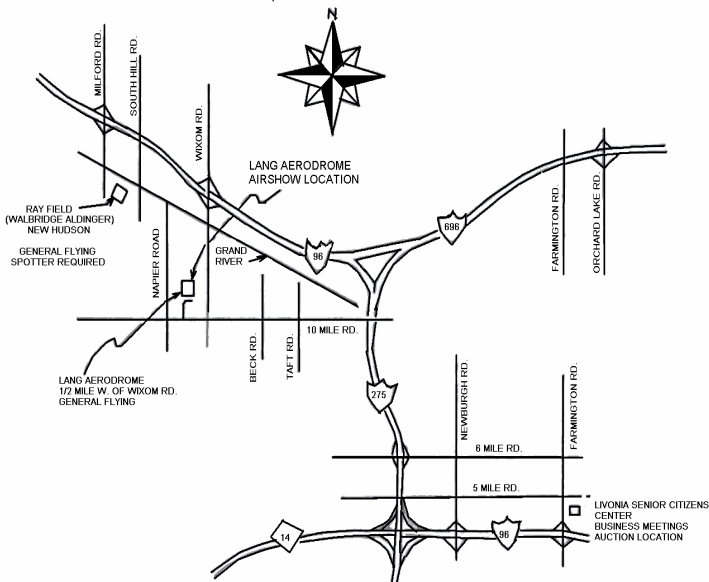 MILFORD RD.
SOUTH HILL RD.
WIXOM RD.
LANG AERODROME
AIRSHOW LOCATION
RAY FIELD
(WALBRIDGE ALDINGER)
NEW HUDSON
GENERAL FLYING
SPOTTER REQUIRED
NAPIER ROAD
GRAND
RIVER
96
696
FARMINGTON RD.
ORCHARD LAKE RD.
10 MILE RD.
BECK RD.
TAFT RD.
LANG AERODROME
1/2 MILE W. OF WIXOM RD.
GENERAL FLYING
275
NEWBURGH RD.
FARMINGTON RD.
6 MILE RD.
5 MILE RD.
LIVONIA SENIOR CITIZENS
CENTER
BUSINESS MEETINGS
AUCTION LOCATION
14
96